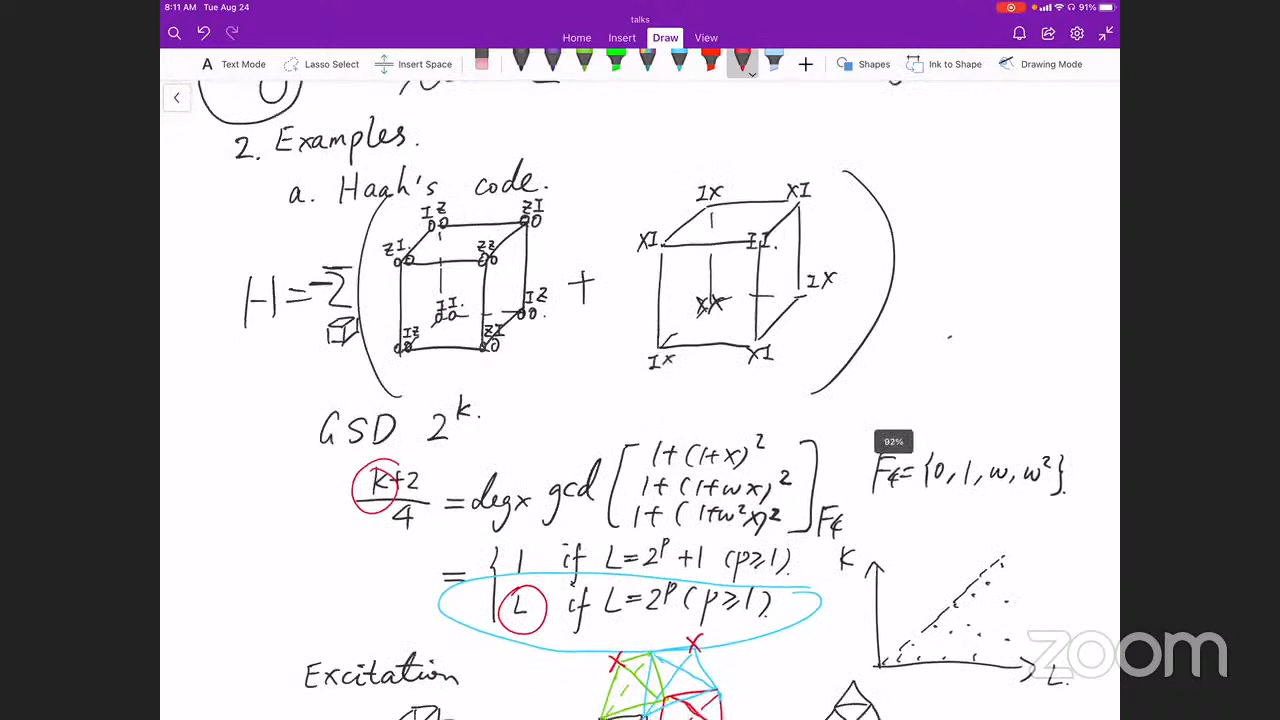 8:11 AM Tue Aug 24
91%
talks
Home Insert Draw View
Text Mode Lasso Select Insert Space + Shapes Ink to Shape Drawing Mode
2. Examples.
a. Haah's code.
IZ ZI
ZI. ZZ
II. IZ
IZ ZI
H = -Σ ( + )
IX XI
XI II.
XX IX
IX XI
GSD 2^k.
(k+2)/4 = deg_x gcd [ 1+(1+x)^2
1+(1+wx)^2
1+(1+w^2x)^2 ]_F4
92%
F4 = {0, 1, w, w^2}.
= { 1 if L=2^p+1 (p≥1).
L if L=2^p (p≥1).
K
L
Excitation
X X
zoom